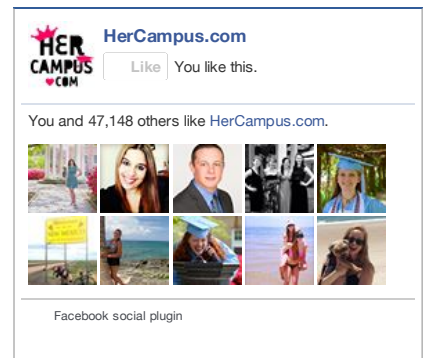 HER
CAMPUS
COM
HerCampus.com
Like
You like this.
You and 47,148 others like HerCampus.com.
Facebook social plugin